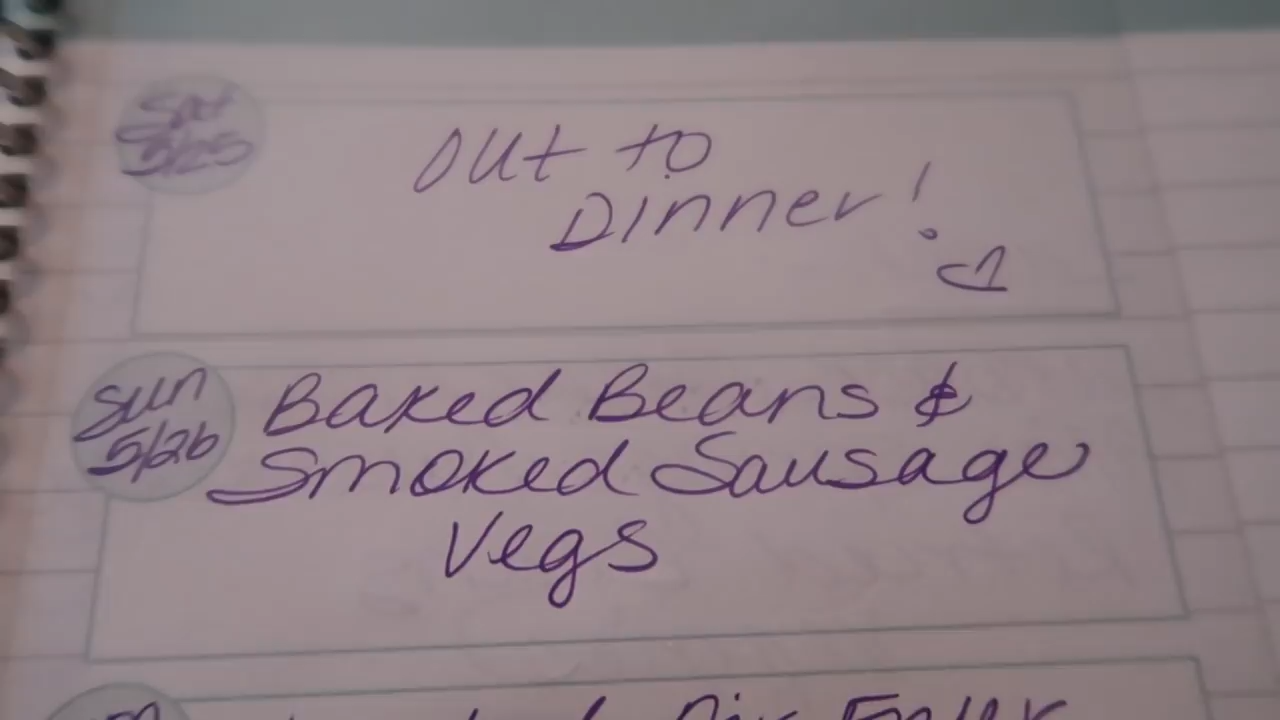 Sat
5/25
Out to
Dinner!
Sun
5/26
Baked Beans &
Smoked Sausage
Vegs